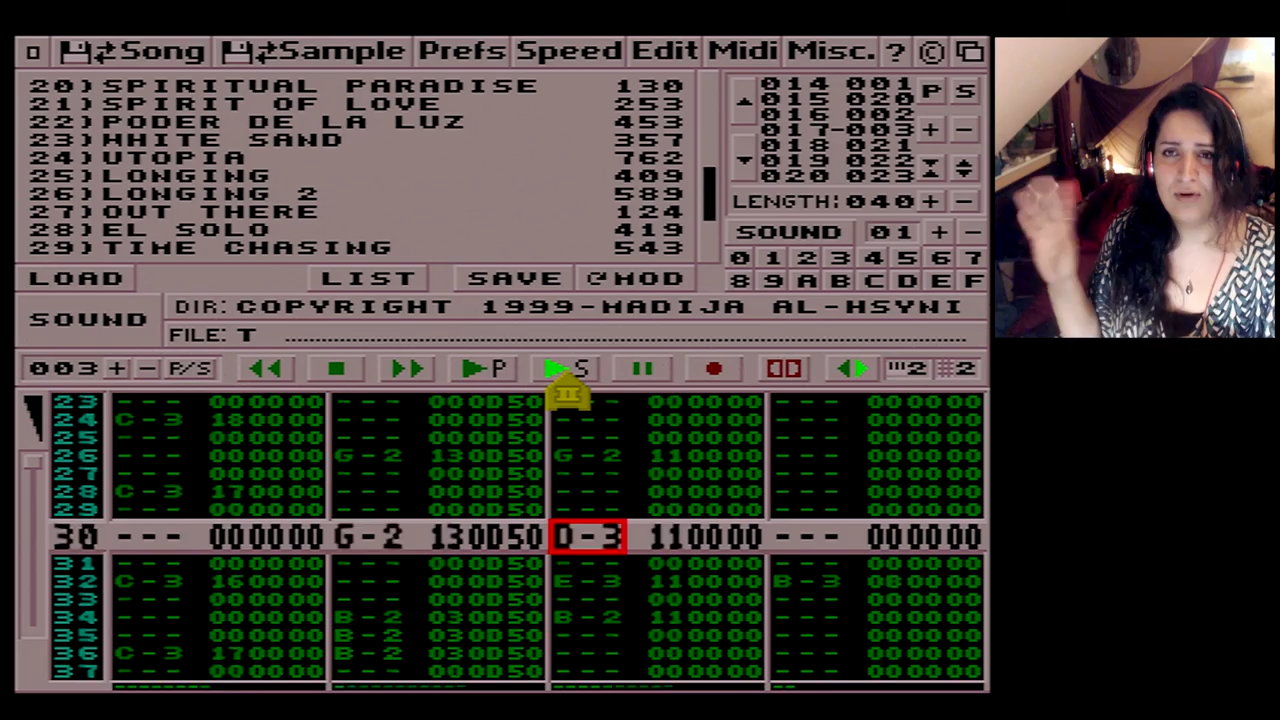 Song Sample Prefs Speed Edit Midi Misc. ? ©
20)SPIRITUAL PARADISE 130
21)SPIRIT OF LOVE 253
22)PODER DE LA LUZ 453
23)WHITE SAND 357
24)UTOPIA 762
25)LONGING 409
26)LONGING 2 589
27)OUT THERE 124
28)EL SOLO 419
29)TIME CHASING 543
014 001 P S
015 020
016 002
017-003 + -
018 021
019 022
020 023
LENGTH:040 + -
SOUND 01 + -
0 1 2 3 4 5 6 7
8 9 A B C D E F
LOAD LIST SAVE MOD
SOUND
DIR: COPYRIGHT 1999-MADIJA AL-HSYNI
FILE: T
003 + - P/S P S 2 2
23 --- 000000 --- 000D50 --- 000000 --- 000000
24 C-3 180000 --- 000D50 --- 000000 --- 000000
25 --- 000000 --- 000D50 --- 000000 --- 000000
26 --- 000000 G-2 130D50 G-2 110000 --- 000000
27 --- 000000 --- 000D50 --- 000000 --- 000000
28 C-3 170000 --- 000D50 --- 000000 --- 000000
29 --- 000000 --- 000D50 --- 000000 --- 000000
30 --- 000000 G-2 130D50 D-3 110000 --- 000000
31 --- 000000 --- 000D50 --- 000000 --- 000000
32 C-3 160000 --- 000D50 E-3 110000 B-3 080000
33 --- 000000 --- 000D50 --- 000000 --- 000000
34 --- 000000 B-2 030D50 B-2 110000 --- 000000
35 --- 000000 B-2 030D50 --- 000000 --- 000000
36 C-3 170000 B-2 030D50 --- 000000 --- 000000
37 --- 000000 --- 000D50 --- 000000 --- 000000